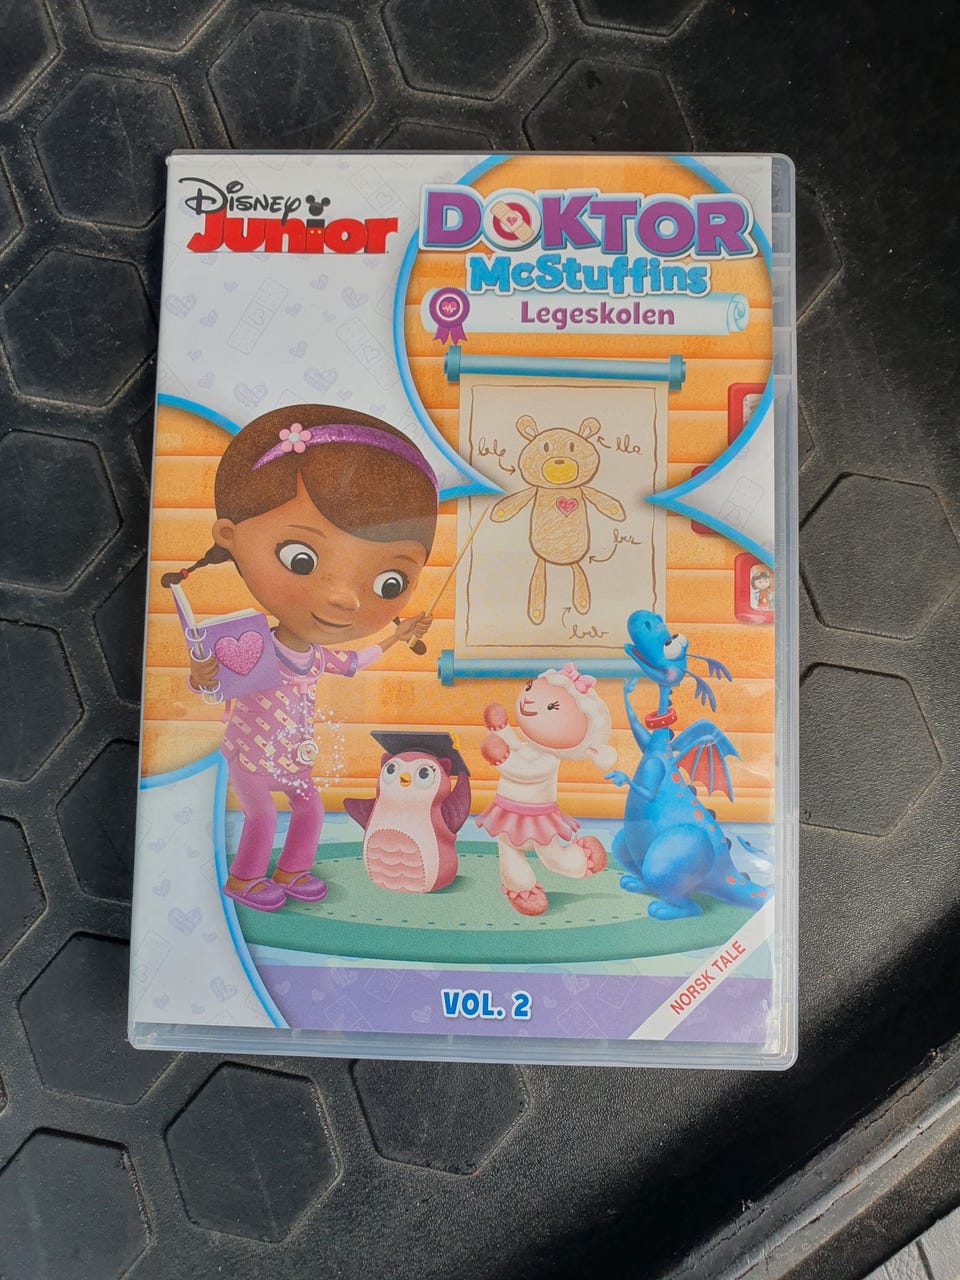 Disney
Junior
DOKTOR
McStuffins
Legeskolen
VOL. 2
NORSK TALE